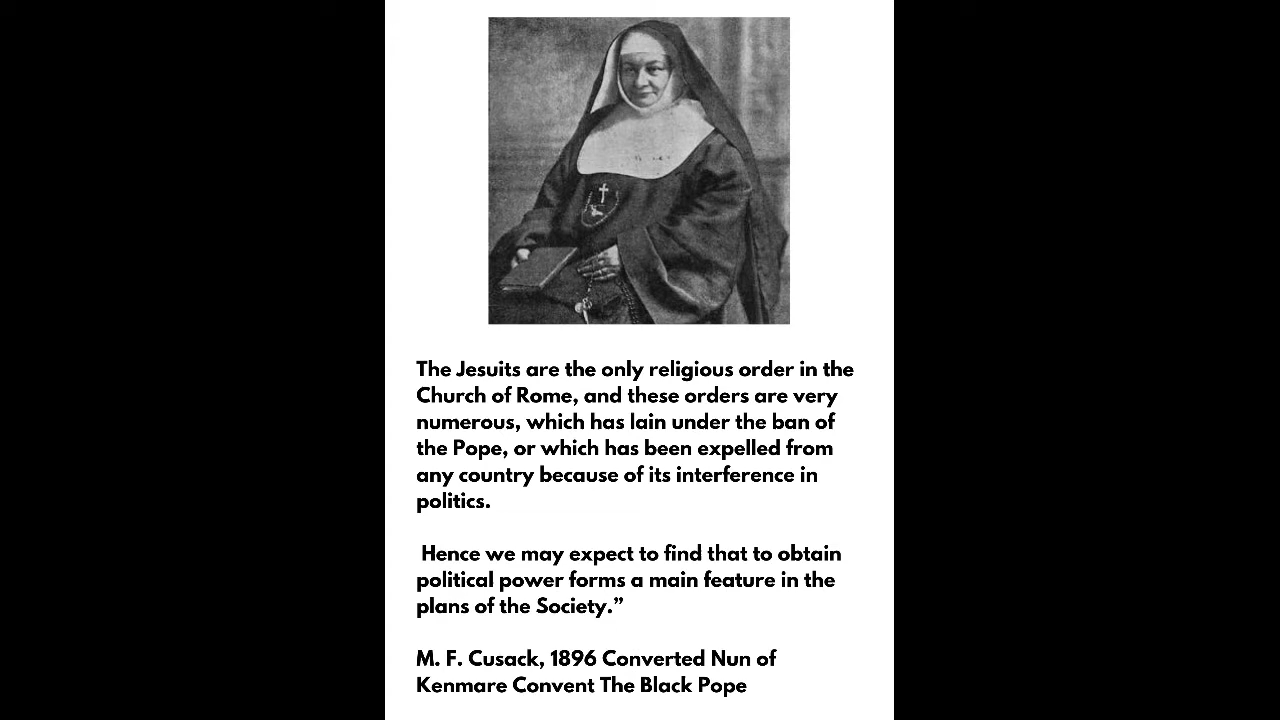 The Jesuits are the only religious order in the
Church of Rome, and these orders are very
numerous, which has lain under the ban of
the Pope, or which has been expelled from
any country because of its interference in
politics.
Hence we may expect to find that to obtain
political power forms a main feature in the
plans of the Society.”
M. F. Cusack, 1896 Converted Nun of
Kenmare Convent The Black Pope